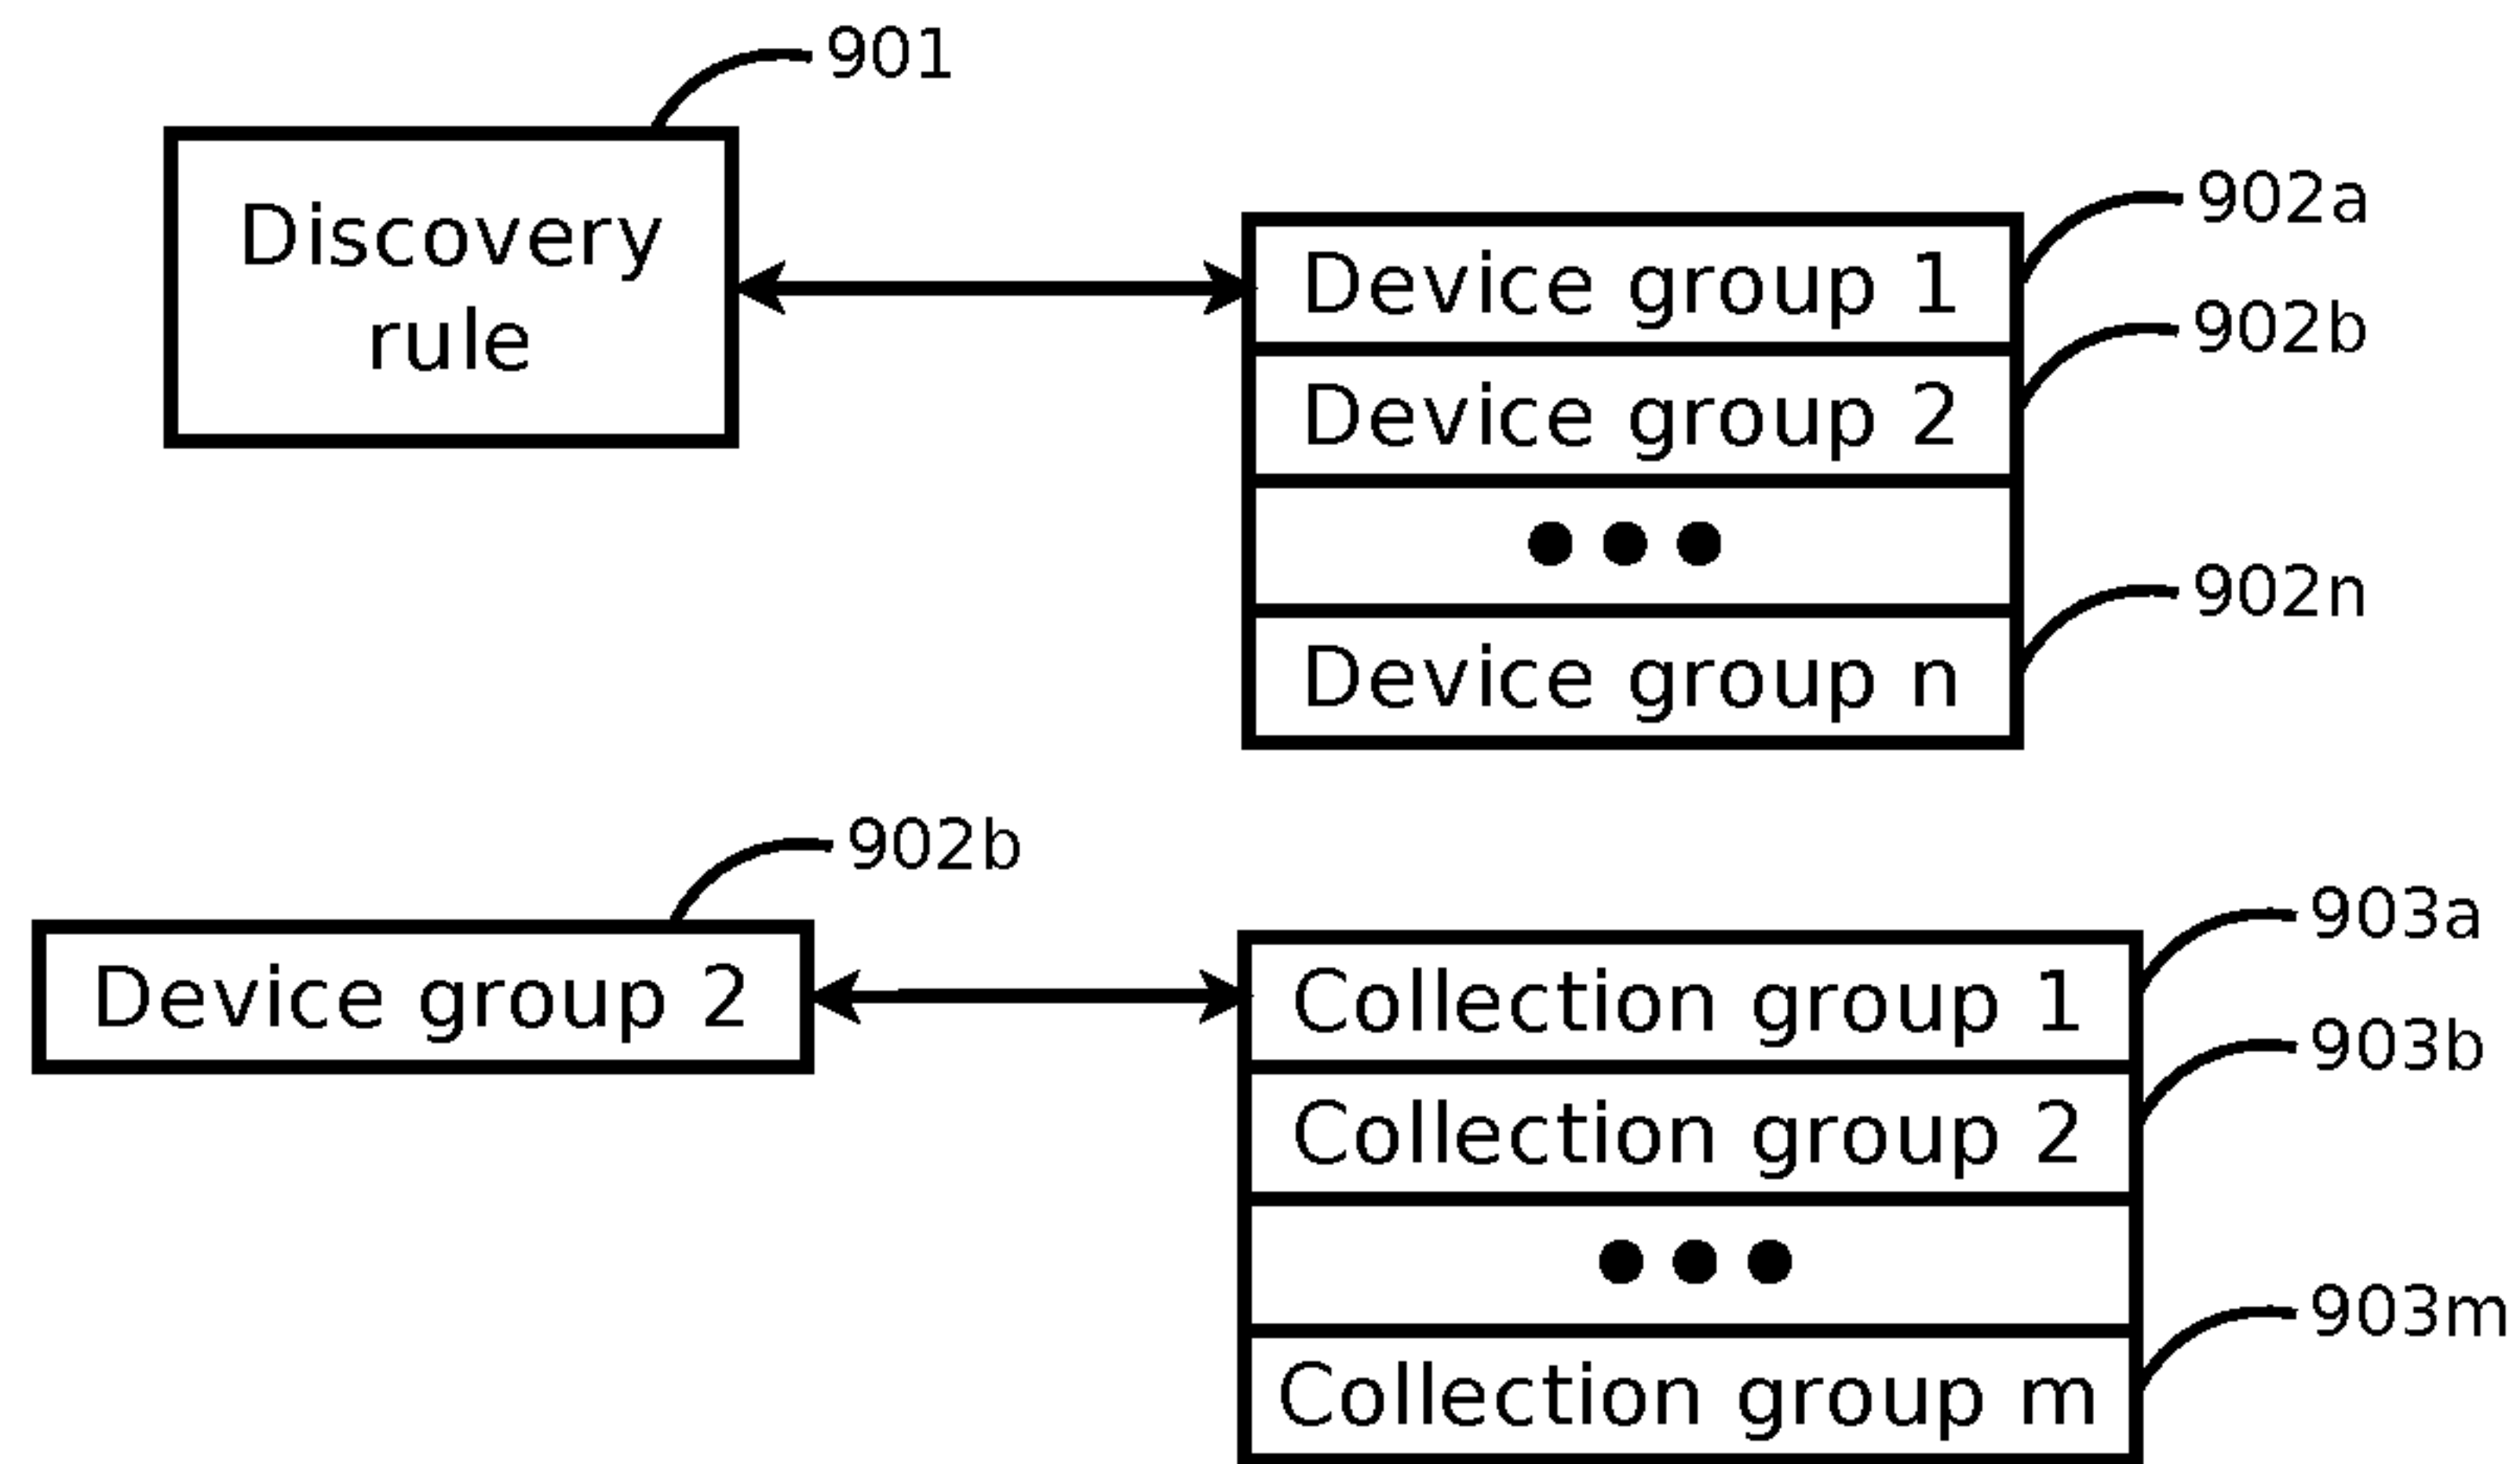 901
Discovery
rule
902a
Device group 1
902b
Device group 2
902n
Device group n
902b
Device group 2
903a
Collection group 1
903b
Collection group 2
903m
Collection group m